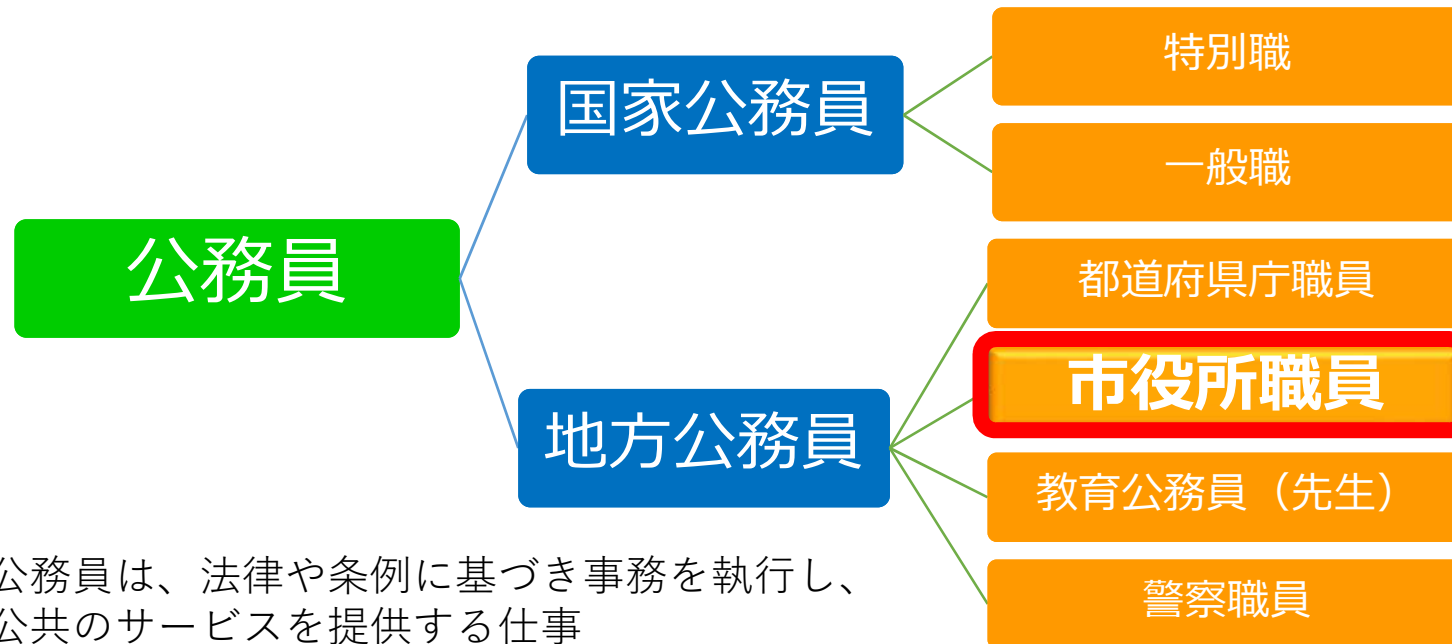 公務員
国家公務員
特別職
一般職
地方公務員
都道府県庁職員
市役所職員
教育公務員（先生）
警察職員
公務員は、法律や条例に基づき事務を執行し、
公共のサービスを提供する仕事